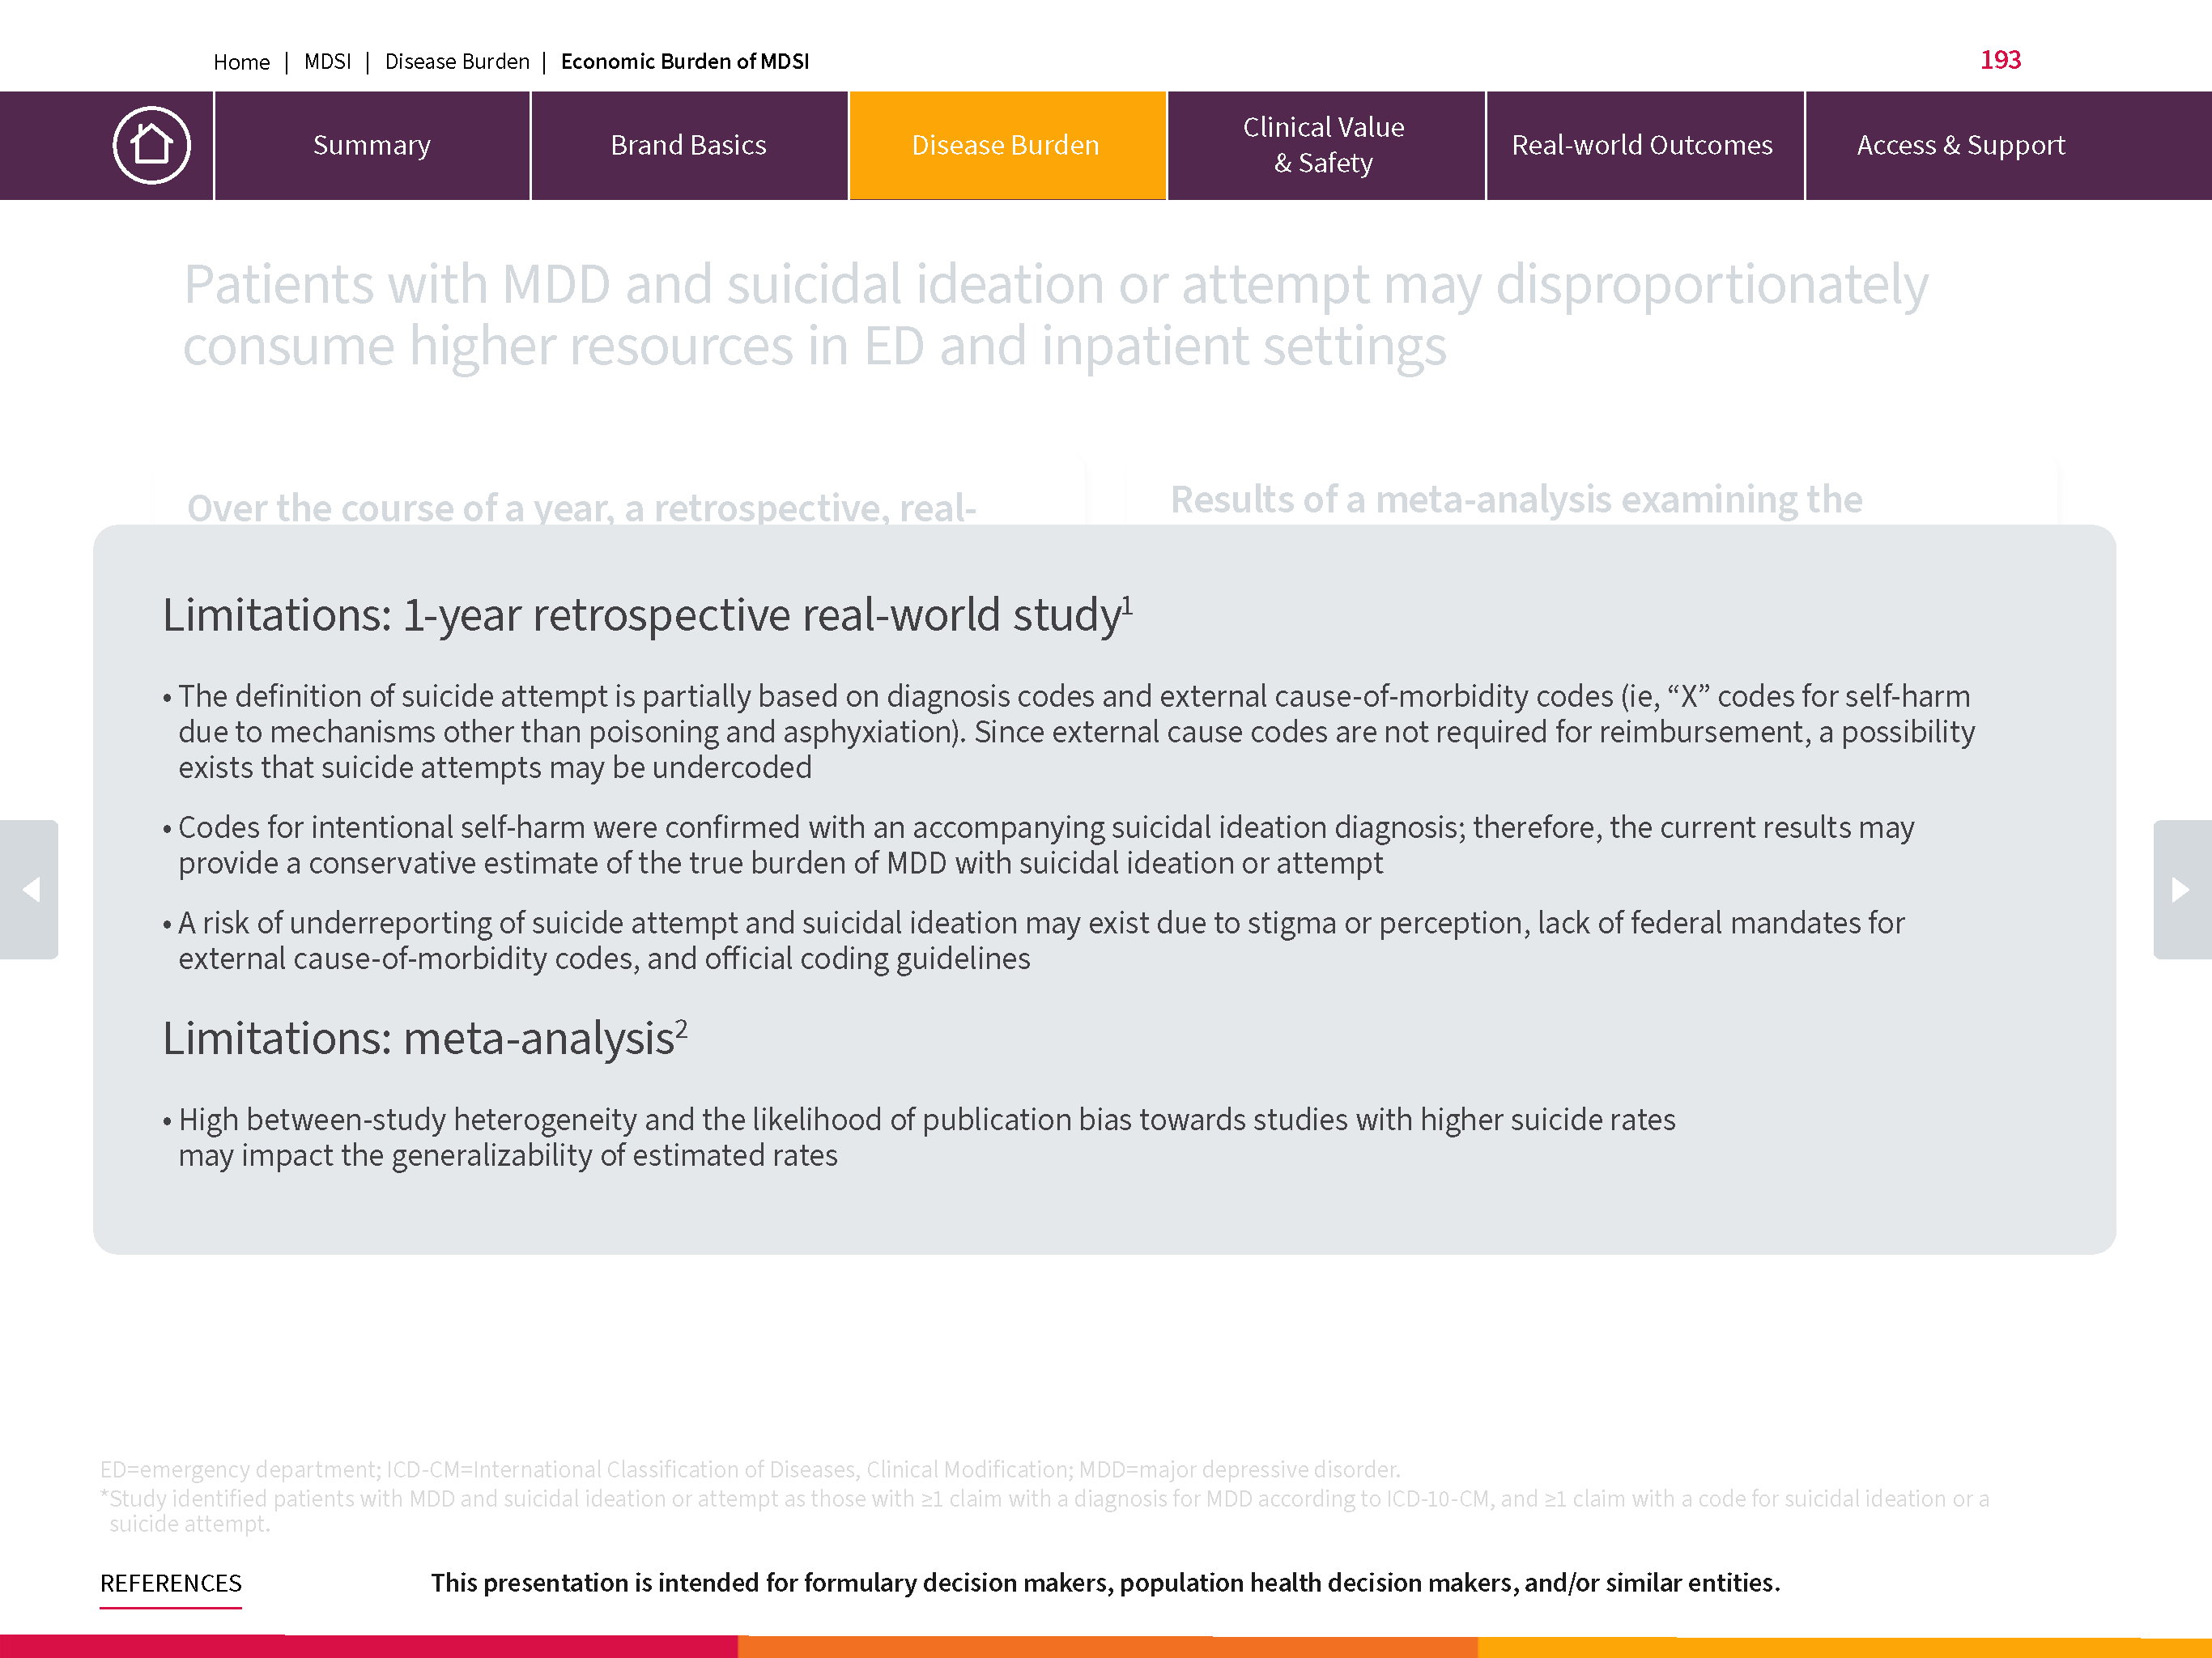 Home | MDSI | Disease Burden | Economic Burden of MDSI
193
Summary
Brand Basics
Disease Burden
Clinical Value
& Safety
Real-world Outcomes
Access & Support
Patients with MDD and suicidal ideation or attempt may disproportionately
consume higher resources in ED and inpatient settings
Over the course of a year, a retrospective, real-
Results of a meta-analysis examining the
Limitations: 1-year retrospective real-world study¹
• The definition of suicide attempt is partially based on diagnosis codes and external cause-of-morbidity codes (ie, “X” codes for self-harm
due to mechanisms other than poisoning and asphyxiation). Since external cause codes are not required for reimbursement, a possibility
exists that suicide attempts may be undercoded
• Codes for intentional self-harm were confirmed with an accompanying suicidal ideation diagnosis; therefore, the current results may
provide a conservative estimate of the true burden of MDD with suicidal ideation or attempt
• A risk of underreporting of suicide attempt and suicidal ideation may exist due to stigma or perception, lack of federal mandates for
external cause-of-morbidity codes, and official coding guidelines
Limitations: meta-analysis²
• High between-study heterogeneity and the likelihood of publication bias towards studies with higher suicide rates
may impact the generalizability of estimated rates
ED=emergency department; ICD-CM=International Classification of Diseases, Clinical Modification; MDD=major depressive disorder.
*Study identified patients with MDD and suicidal ideation or attempt as those with ≥1 claim with a diagnosis for MDD according to ICD-10-CM, and ≥1 claim with a code for suicidal ideation or a
suicide attempt.
REFERENCES
This presentation is intended for formulary decision makers, population health decision makers, and/or similar entities.